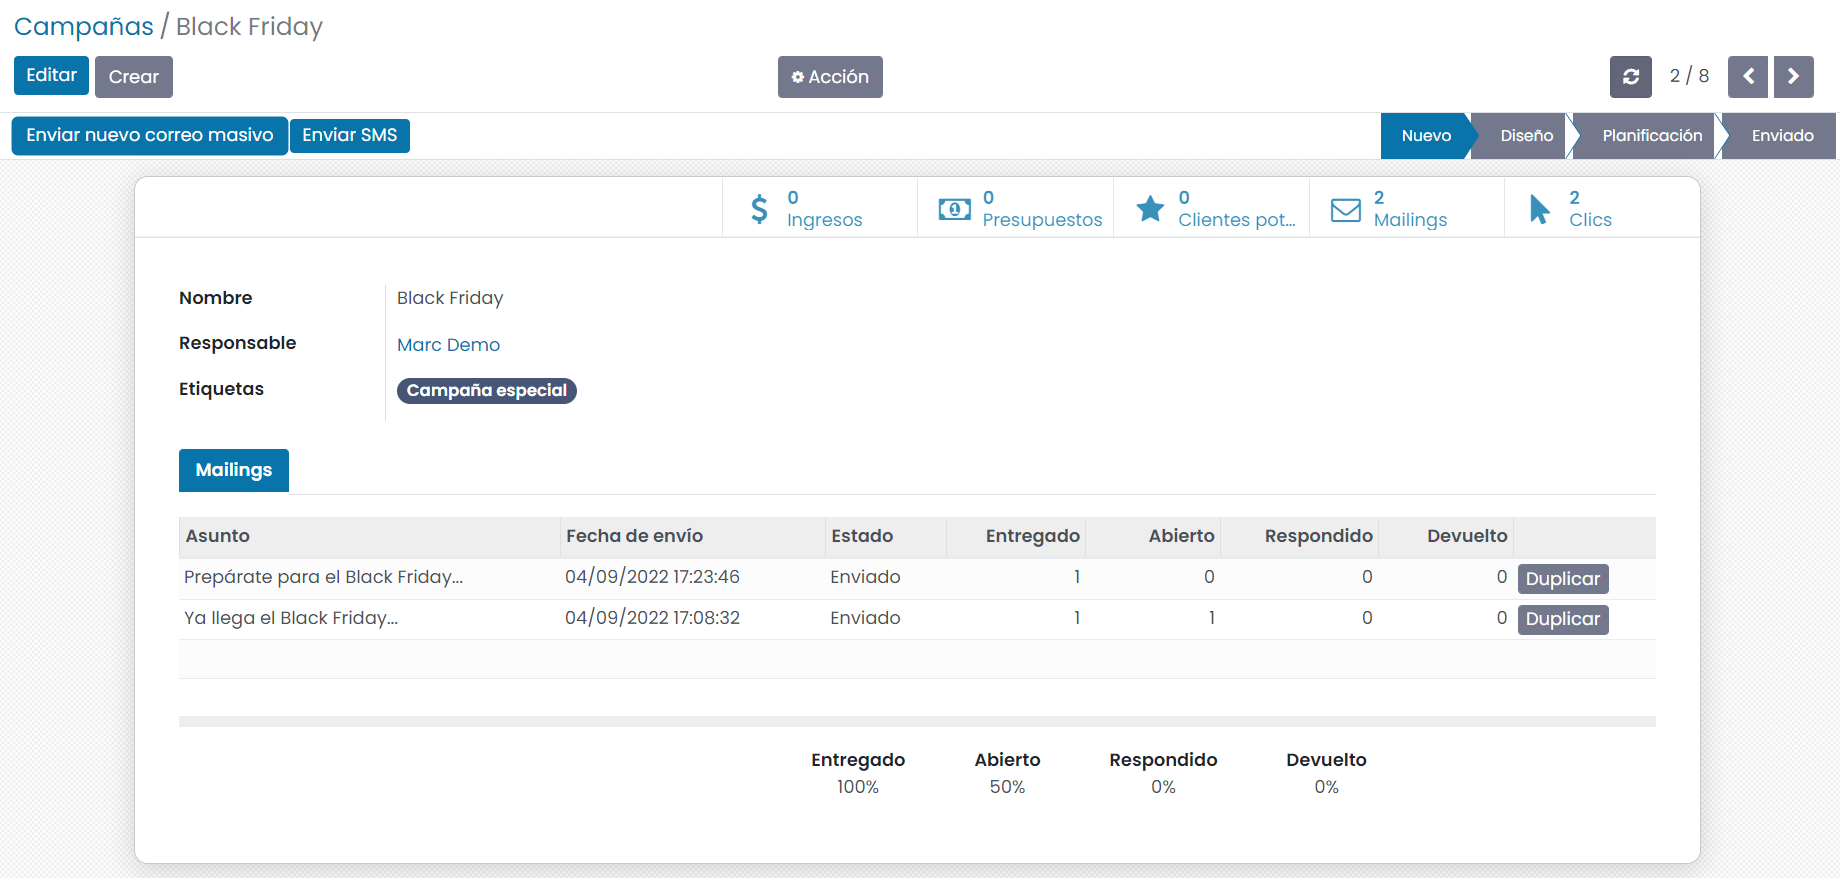 Campañas / Black Friday
Editar Crear Acción 2 / 8
Enviar nuevo correo masivo Enviar SMS Nuevo Diseño Planificación Enviado
0 0 0 2 2
Ingresos Presupuestos Clientes pot... Mailings Clics
Nombre Black Friday
Responsable Marc Demo
Etiquetas Campaña especial
Mailings
Asunto Fecha de envío Estado Entregado Abierto Respondido Devuelto
Prepárate para el Black Friday... 04/09/2022 17:23:46 Enviado 1 0 0 0 Duplicar
Ya llega el Black Friday... 04/09/2022 17:08:32 Enviado 1 1 0 0 Duplicar
Entregado Abierto Respondido Devuelto
100% 50% 0% 0%